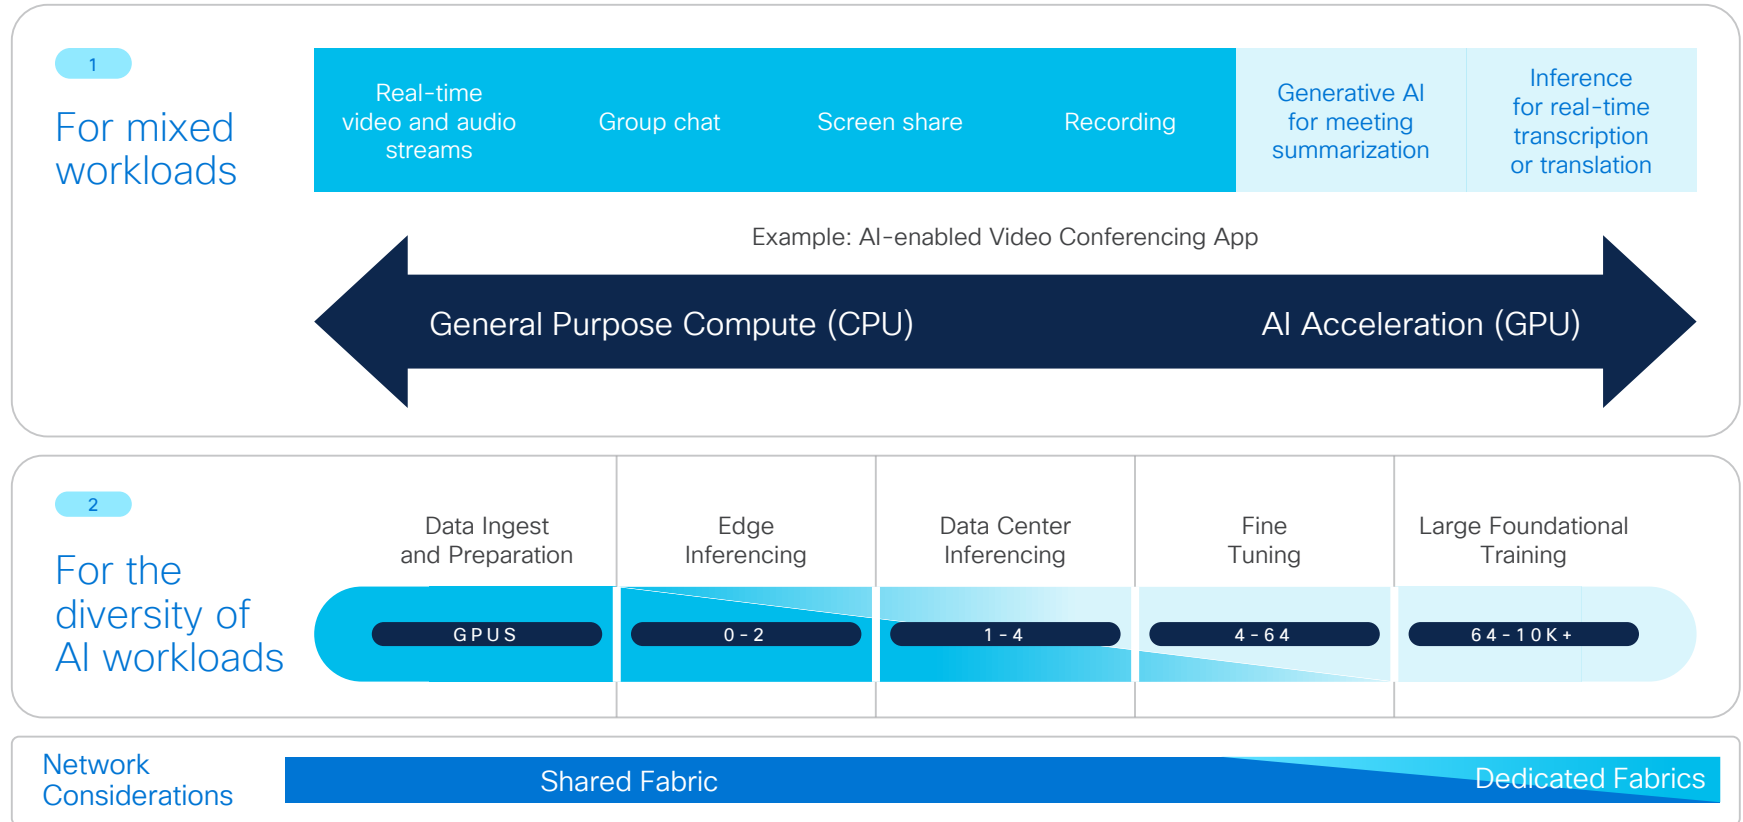 1
For mixed
workloads
Real-time
video and audio
streams
Group chat
Screen share
Recording
Generative AI
for meeting
summarization
Inference
for real-time
transcription
or translation
Example: AI-enabled Video Conferencing App
General Purpose Compute (CPU)
AI Acceleration (GPU)
2
For the
diversity of
AI workloads
Data Ingest
and Preparation
Edge
Inferencing
Data Center
Inferencing
Fine
Tuning
Large Foundational
Training
GPUS
0-2
1-4
4-64
64-10K+
Network
Considerations
Shared Fabric
Dedicated Fabrics